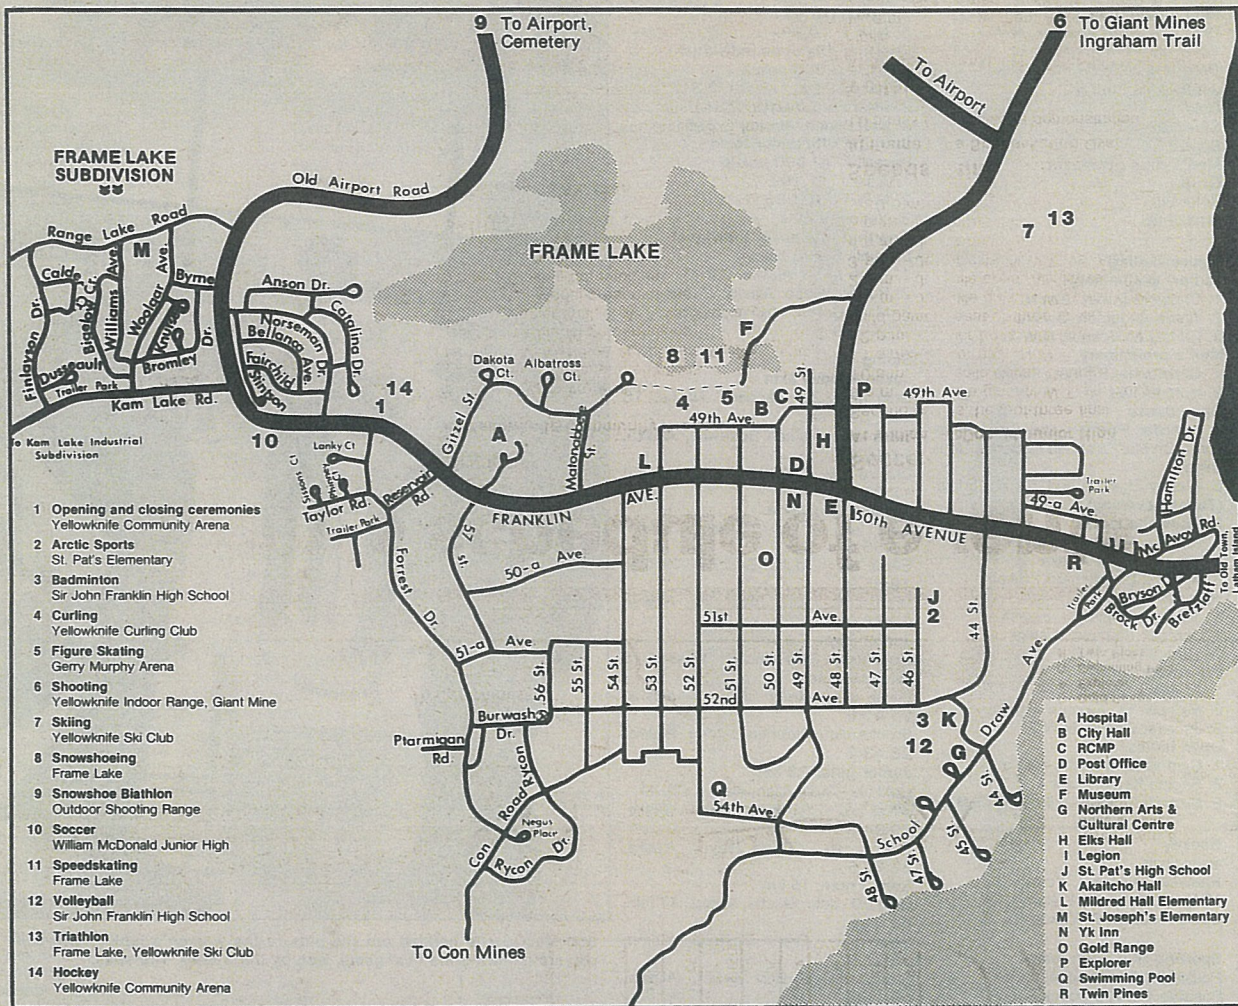 9 To Airport,
Cemetery
6 To Giant Mines
Ingraham Trail
To Airport
FRAME LAKE
SUBDIVISION
Old Airport Road
Range Lake Road
M
7 13
FRAME LAKE
Calder Cr.
Bigelow Cr.
Williams Ave.
Woolgar Ave.
Byrne
Dr.
Knutsen
Anson Dr.
Catalina Dr.
Finlayson Dr.
Norseman Dr.
Bellanca Ave.
Dusseault
Bromley
Fairchild
Stinson
Trailer Park
Kam Lake Rd.
F
8 11
Dakota
Ct.
Albatross
Ct.
14
1
4 5
B C
49 St.
P
49th Ave.
49th Ave.
10
To Kam Lake Industrial
Subdivision
Gitzel St.
A
Matonabbee St.
L
H
D
Lanky Ct
Sissons Ct
Taylor Rd.
Reservoir
Rd.
Trailer Park
FRANKLIN
AVE.
N E I
50th AVENUE
Trailer
Park
49-a Ave.
Hamilton Dr.
Mc Avoy Rd.
To Old Town,
Latham Island
R
57 St.
50-a Ave.
Forrest Dr.
O
J
2
44 St.
Trailer
Park
Bryson
Brock Dr.
Bretzlaff
51-a Ave.
51st Ave.
56 St.
55 St.
54 St.
53 St.
52 St.
51 St.
50 St.
49 St.
48 St.
47 St.
46 St.
52nd Ave.
Burwash
Dr.
Ptarmigan
Rd.
3 K
12 G
School Draw Ave.
44 St.
45 St.
47 St.
48 St.
Q
54th Ave.
Con Road
Rycon
Negus
Place
Rycon Dr.
To Con Mines
1 Opening and closing ceremonies
Yellowknife Community Arena
2 Arctic Sports
St. Pat's Elementary
3 Badminton
Sir John Franklin High School
4 Curling
Yellowknife Curling Club
5 Figure Skating
Gerry Murphy Arena
6 Shooting
Yellowknife Indoor Range, Giant Mine
7 Skiing
Yellowknife Ski Club
8 Snowshoeing
Frame Lake
9 Snowshoe Biathlon
Outdoor Shooting Range
10 Soccer
William McDonald Junior High
11 Speedskating
Frame Lake
12 Volleyball
Sir John Franklin High School
13 Triathlon
Frame Lake, Yellowknife Ski Club
14 Hockey
Yellowknife Community Arena
A Hospital
B City Hall
C RCMP
D Post Office
E Library
F Museum
G Northern Arts &
Cultural Centre
H Elks Hall
I Legion
J St. Pat's High School
K Akaitcho Hall
L Mildred Hall Elementary
M St. Joseph's Elementary
N Yk Inn
O Gold Range
P Explorer
Q Swimming Pool
R Twin Pines